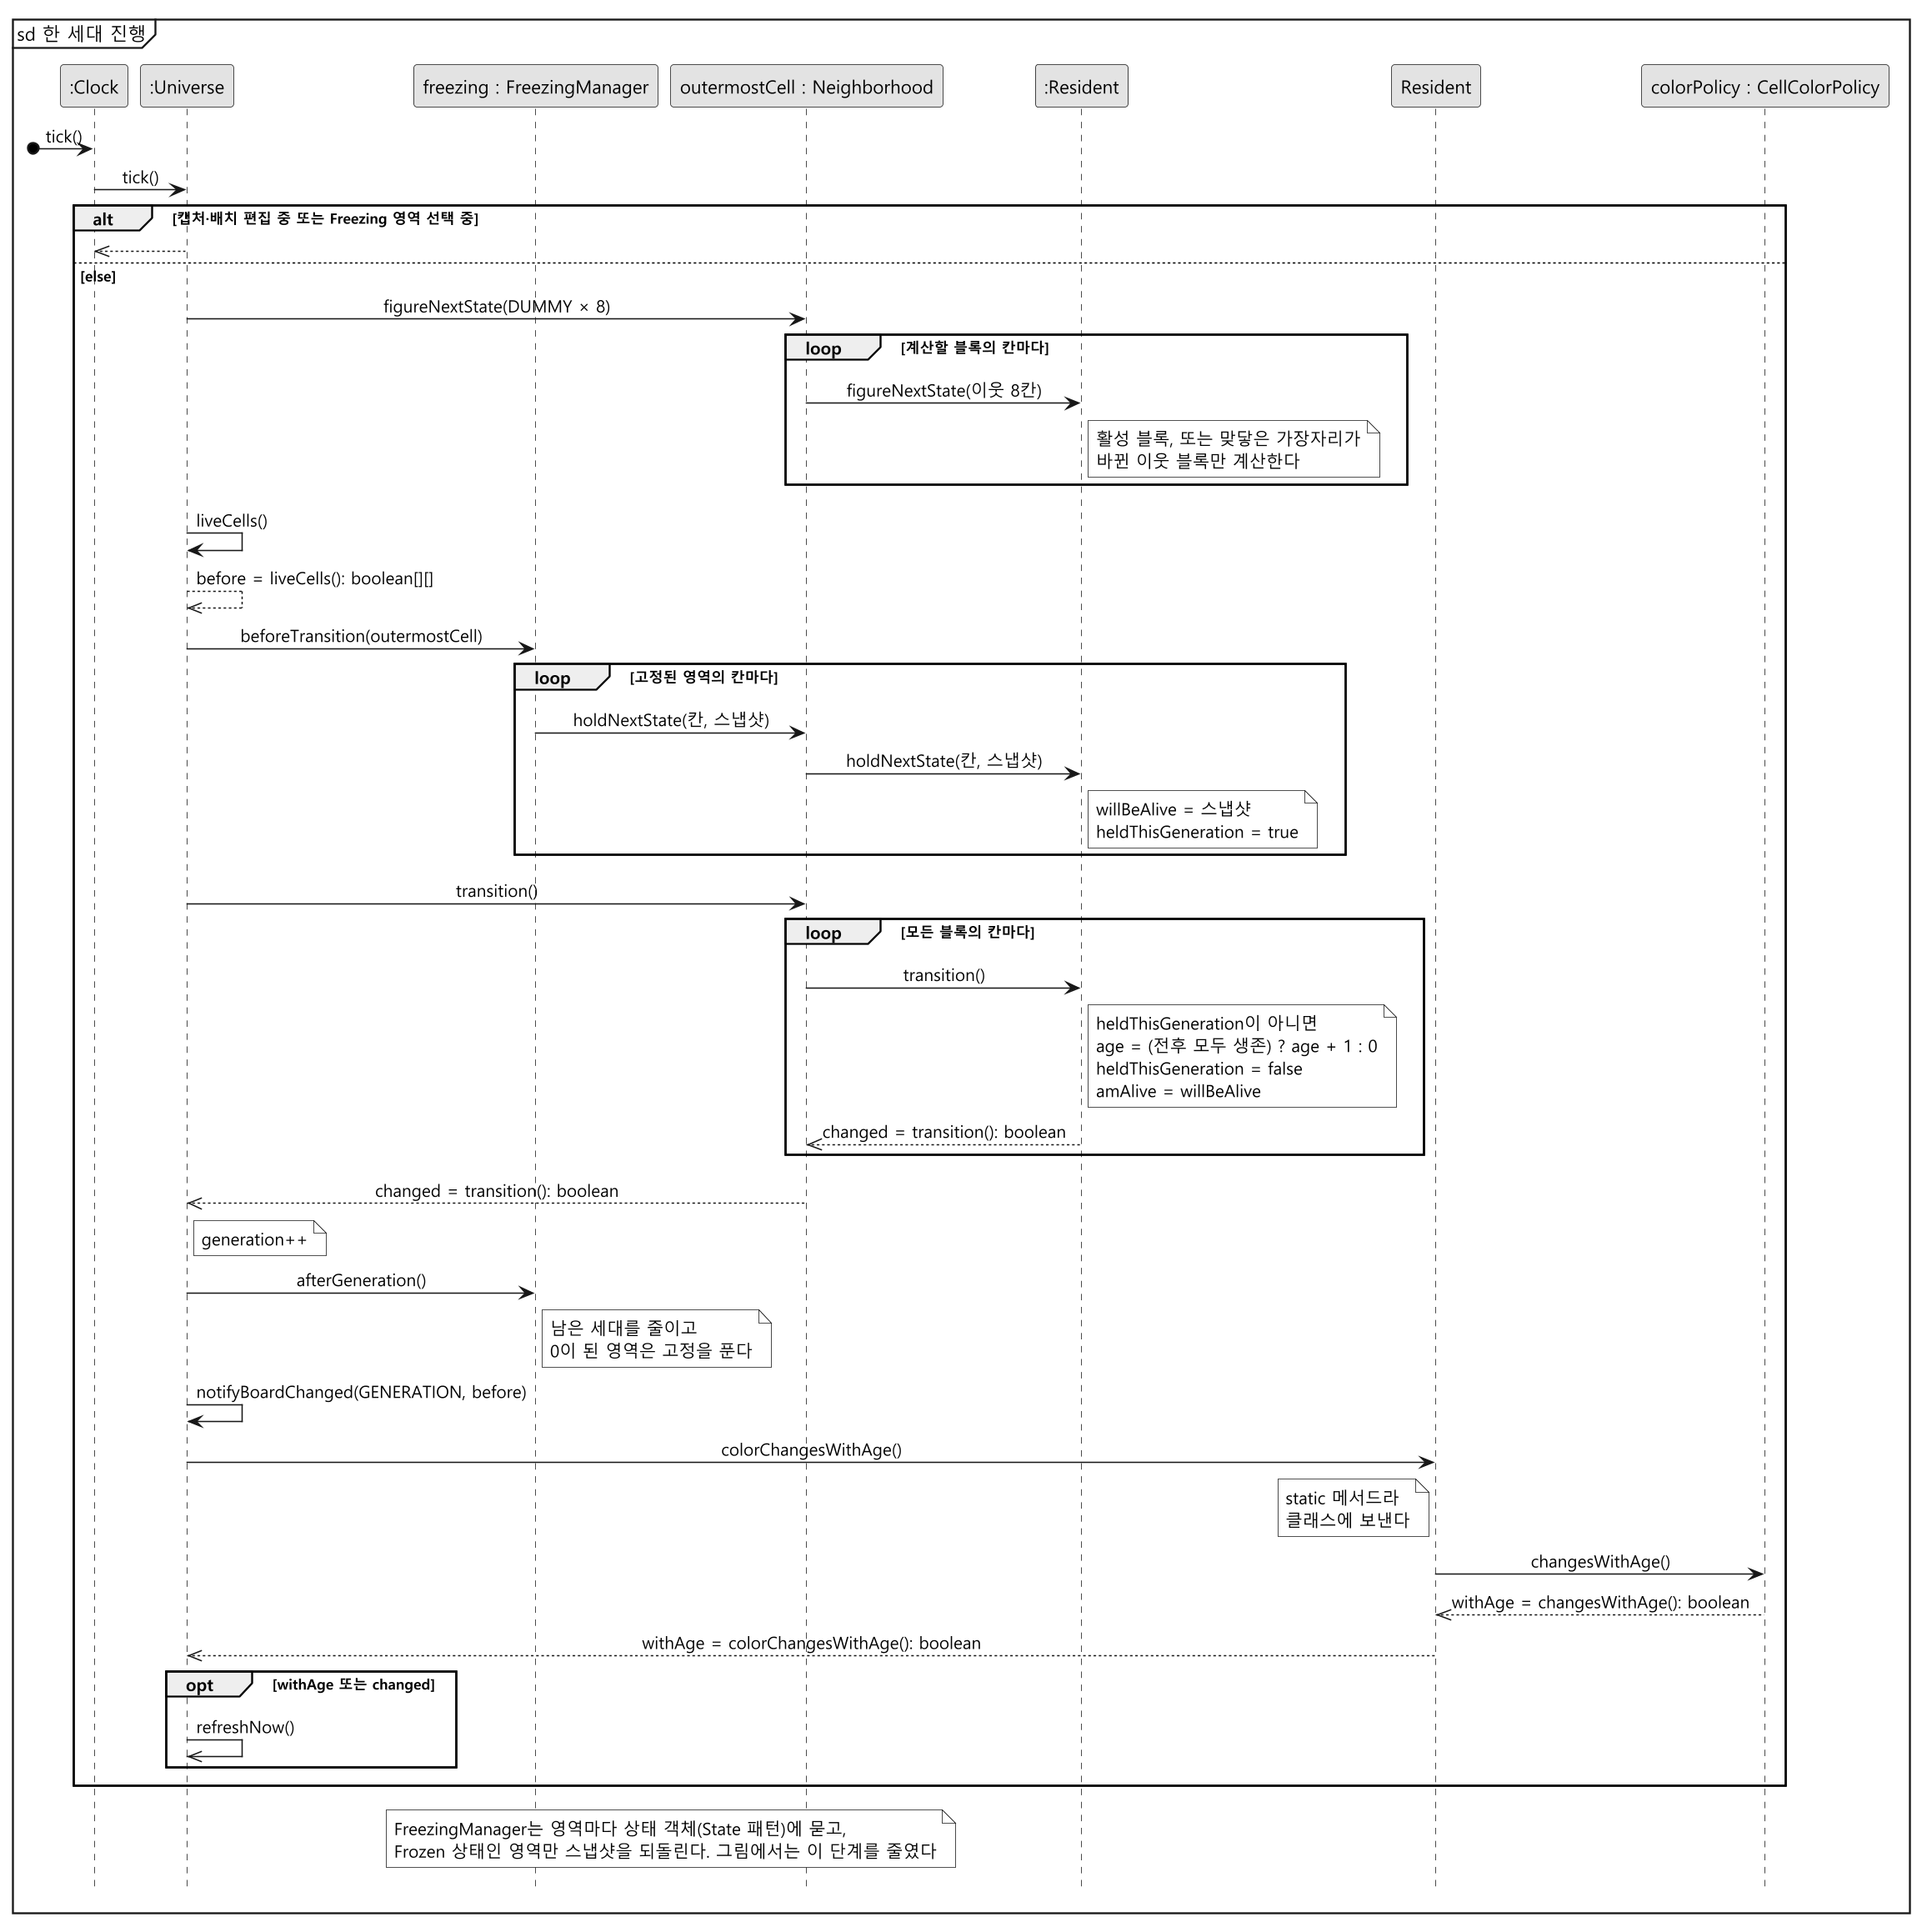 sd 한 세대 진행
:Clock
:Universe
freezing : FreezingManager
outermostCell : Neighborhood
:Resident
Resident
colorPolicy : CellColorPolicy
tick()
tick()
alt
[캡처·배치 편집 중 또는 Freezing 영역 선택 중]
[else]
figureNextState(DUMMY × 8)
loop
[계산할 블록의 칸마다]
figureNextState(이웃 8칸)
활성 블록, 또는 맞닿은 가장자리가
바뀐 이웃 블록만 계산한다
liveCells()
before = liveCells(): boolean[][]
beforeTransition(outermostCell)
loop
[고정된 영역의 칸마다]
holdNextState(칸, 스냅샷)
holdNextState(칸, 스냅샷)
willBeAlive = 스냅샷
heldThisGeneration = true
transition()
loop
[모든 블록의 칸마다]
transition()
heldThisGeneration이 아니면
age = (전후 모두 생존) ? age + 1 : 0
heldThisGeneration = false
amAlive = willBeAlive
changed = transition(): boolean
changed = transition(): boolean
generation++
afterGeneration()
남은 세대를 줄이고
0이 된 영역은 고정을 푼다
notifyBoardChanged(GENERATION, before)
colorChangesWithAge()
static 메서드라
클래스에 보낸다
changesWithAge()
withAge = changesWithAge(): boolean
withAge = colorChangesWithAge(): boolean
opt
[withAge 또는 changed]
refreshNow()
FreezingManager는 영역마다 상태 객체(State 패턴)에 묻고,
Frozen 상태인 영역만 스냅샷을 되돌린다. 그림에서는 이 단계를 줄였다